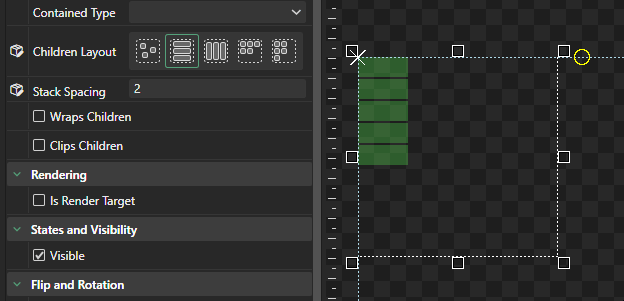 Contained Type
Children Layout
Stack Spacing 2
Wraps Children
Clips Children
Rendering
Is Render Target
States and Visibility
Visible
Flip and Rotation